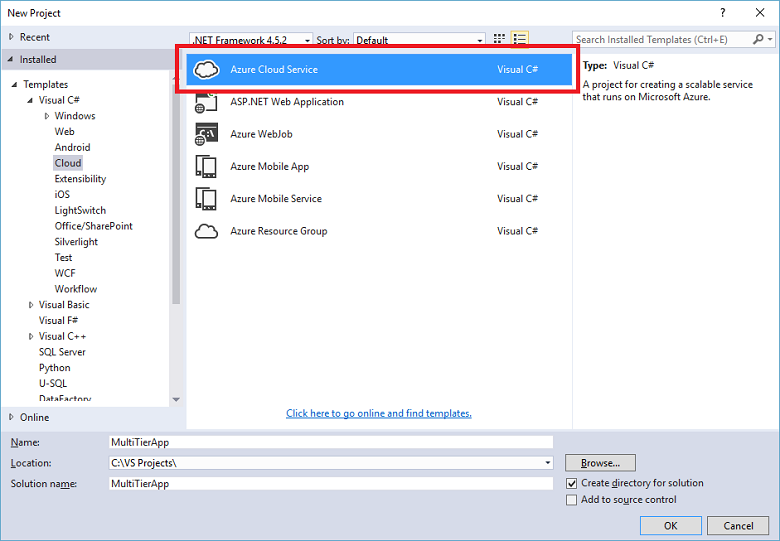 New Project
? ×
Recent
.NET Framework 4.5.2 Sort by: Default
Search Installed Templates (Ctrl+E)
Installed
Templates
Visual C#
Windows
Web
Android
Cloud
Extensibility
iOS
LightSwitch
Office/SharePoint
Silverlight
Test
WCF
Workflow
Visual Basic
Visual F#
Visual C++
SQL Server
Python
U-SQL
DataFactory
Online
Azure Cloud Service Visual C#
ASP.NET Web Application Visual C#
Azure WebJob Visual C#
Azure Mobile App Visual C#
Azure Mobile Service Visual C#
Azure Resource Group Visual C#
Click here to go online and find templates.
Type: Visual C#
A project for creating a scalable service
that runs on Microsoft Azure.
Name: MultiTierApp
Location: C:\VS Projects\ Browse...
Solution name: MultiTierApp
Create directory for solution
Add to source control
OK Cancel